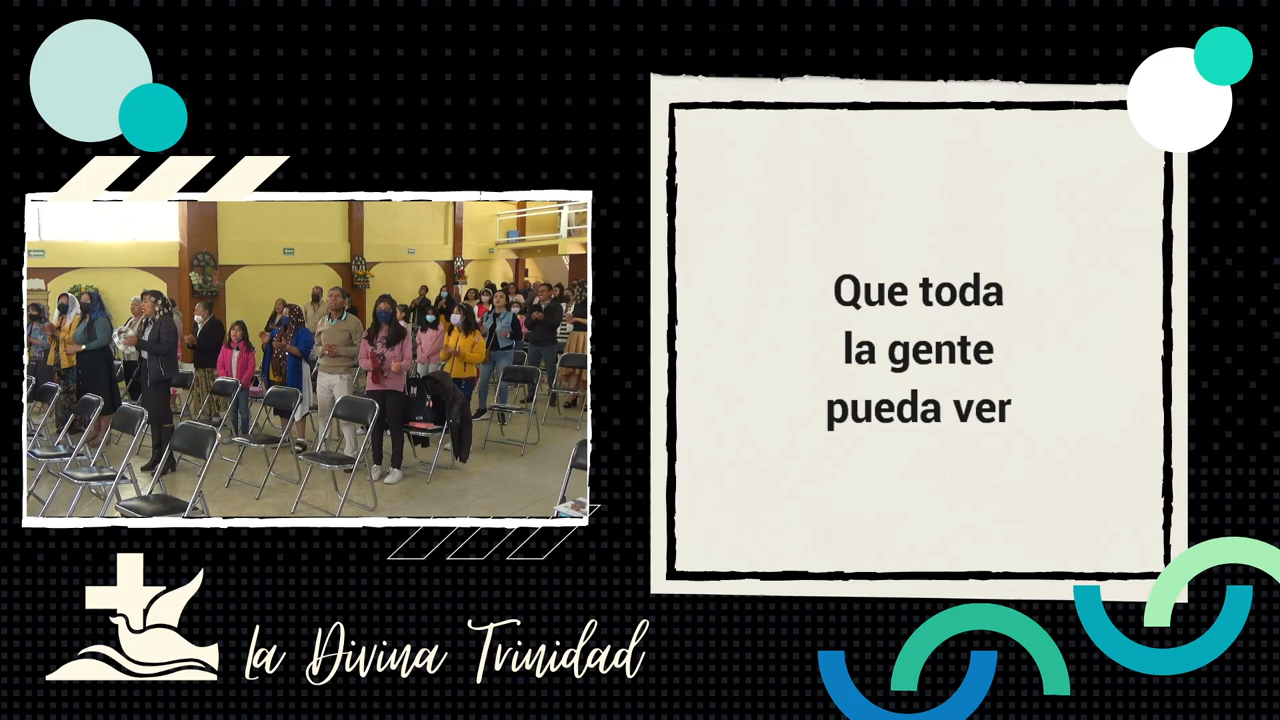 Que toda
la gente
pueda ver
la Divina Trinidad